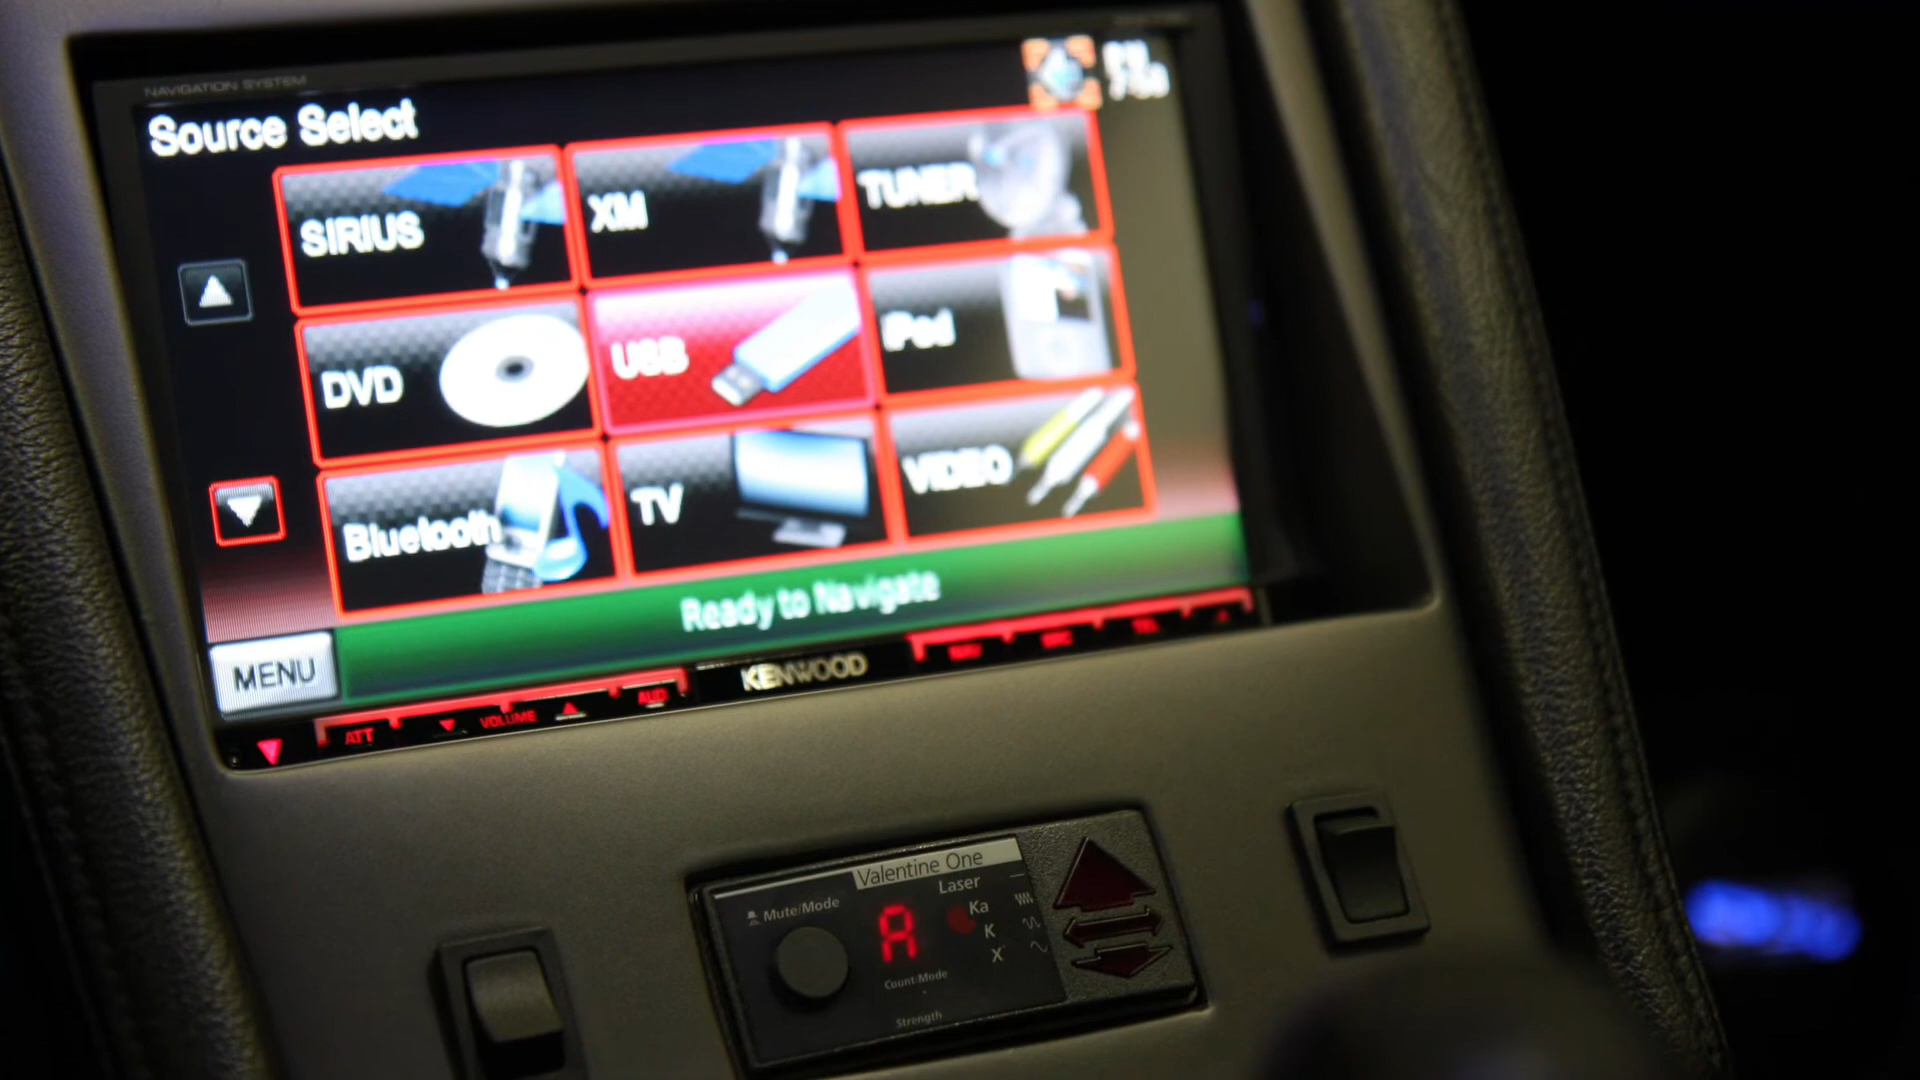 NAVIGATION SYSTEM
Source Select
SIRIUS
XM
TUNER
DVD
USB
iPod
Bluetooth
TV
VIDEO
Ready to Navigate
MENU
KENWOOD
ATT
VOLUME
AUD
Valentine One
Mute/Mode
Laser
Ka
K
X
A
Count/Mode
Strength